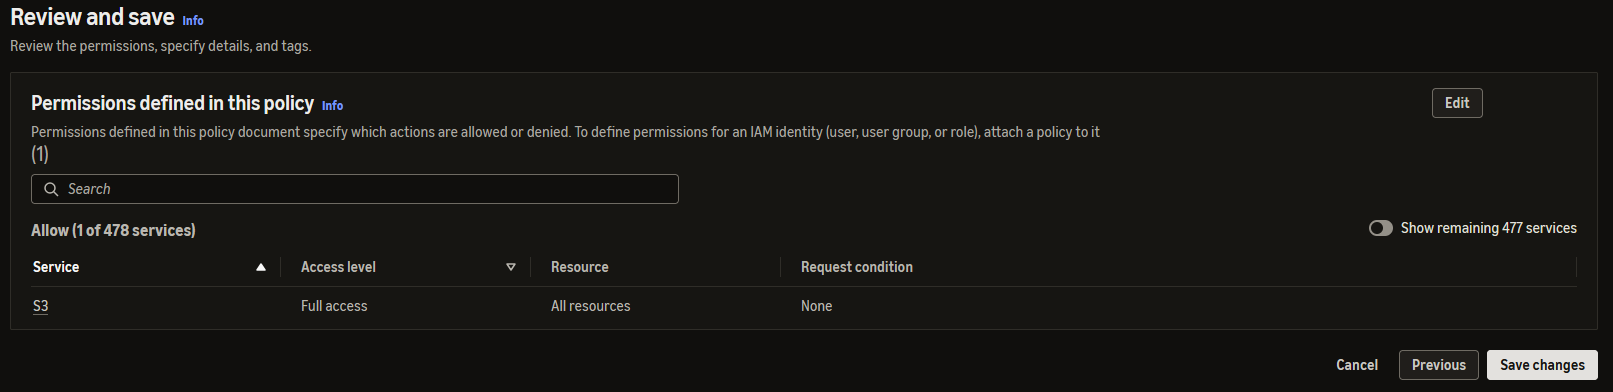 Review and save Info
Review the permissions, specify details, and tags.
Permissions defined in this policy Info
Edit
Permissions defined in this policy document specify which actions are allowed or denied. To define permissions for an IAM identity (user, user group, or role), attach a policy to it
(1)
Search
Allow (1 of 478 services)
Show remaining 477 services
Service Access level Resource Request condition
S3 Full access All resources None
Cancel Previous Save changes